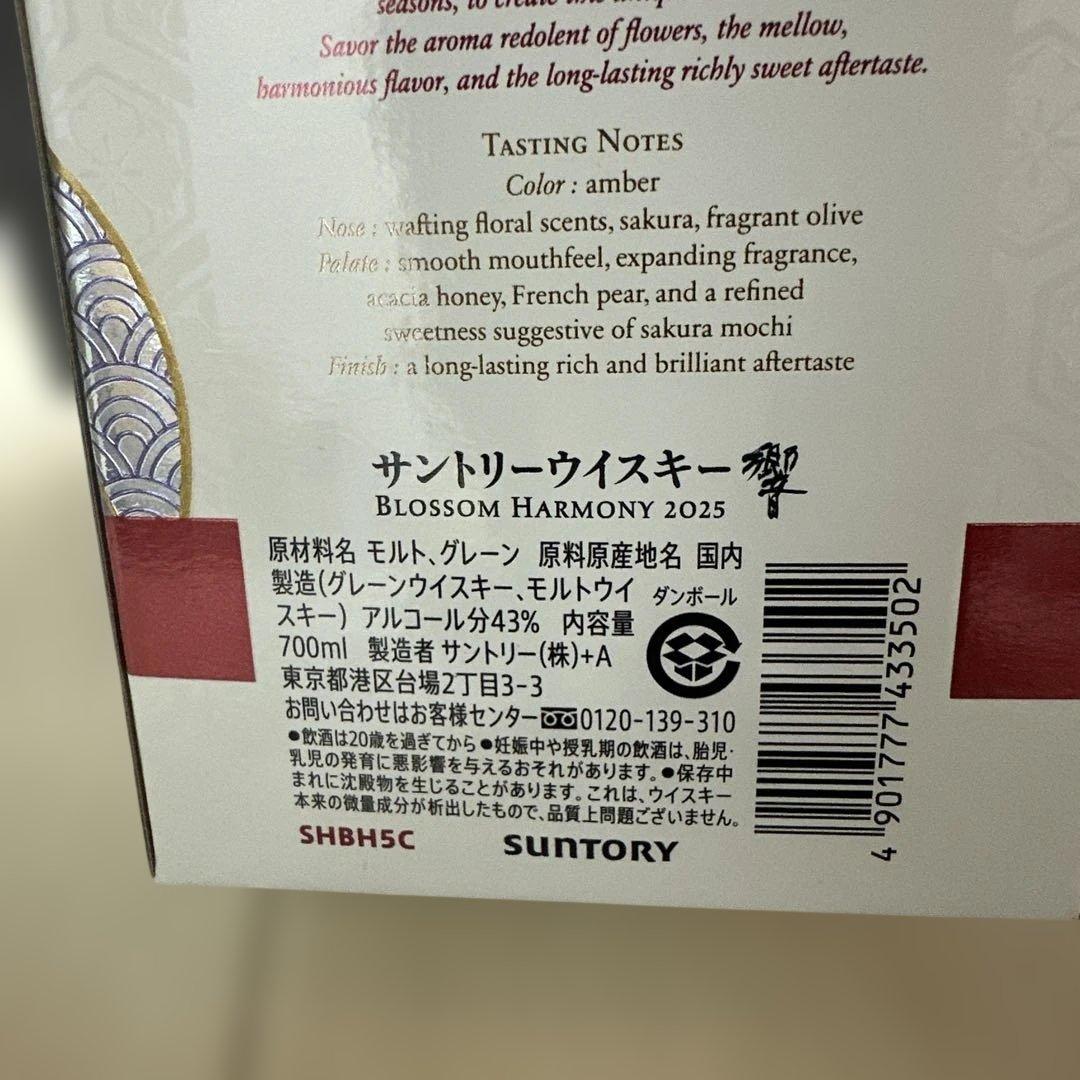 seasons, to create
Savor the aroma redolent of flowers, the mellow,
harmonious flavor, and the long-lasting richly sweet aftertaste.
TASTING NOTES
Color : amber
Nose : wafting floral scents, sakura, fragrant olive
Palate : smooth mouthfeel, expanding fragrance,
acacia honey, French pear, and a refined
sweetness suggestive of sakura mochi
Finish : a long-lasting rich and brilliant aftertaste
サントリーウイスキー響
BLOSSOM HARMONY 2025
原材料名 モルト、グレーン 原料原産地名 国内
製造(グレーンウイスキー、モルトウイ
スキー) アルコール分43% 内容量
700ml 製造者 サントリー(株)+A
東京都港区台場2丁目3-3
お問い合わせはお客様センター0120-139-310
●飲酒は20歳を過ぎてから●妊娠中や授乳期の飲酒は、胎児・
乳児の発育に悪影響を与えるおそれがあります。●保存中
まれに沈殿物を生じることがあります。これは、ウイスキー
本来の微量成分が析出したもので、品質上問題ございません。
SHBH5C
SUNTORY
ダンボール
4901777433502